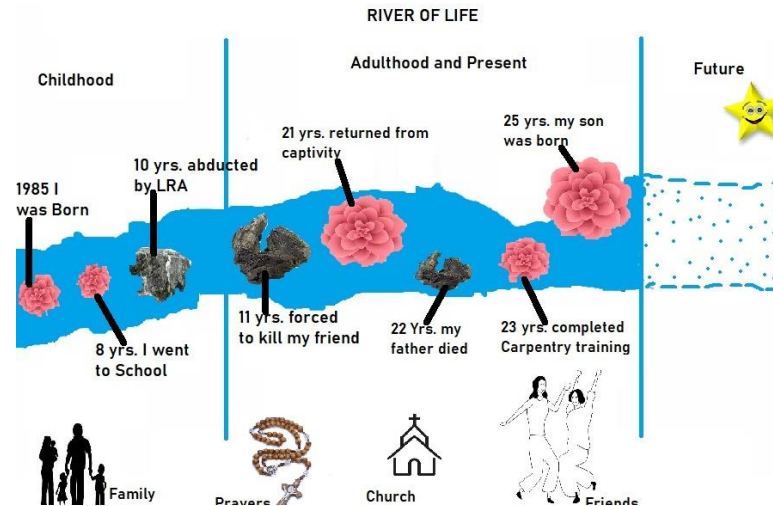 RIVER OF LIFE
Childhood
Adulthood and Present
Future
1985 I
was Born
10 yrs. abducted
by LRA
21 yrs. returned from
captivity
25 yrs. my son
was born
8 yrs. I went
to School
11 yrs. forced
to kill my friend
22 Yrs. my
father died
23 yrs. completed
Carpentry training
Family
Prayers
Church
Friends